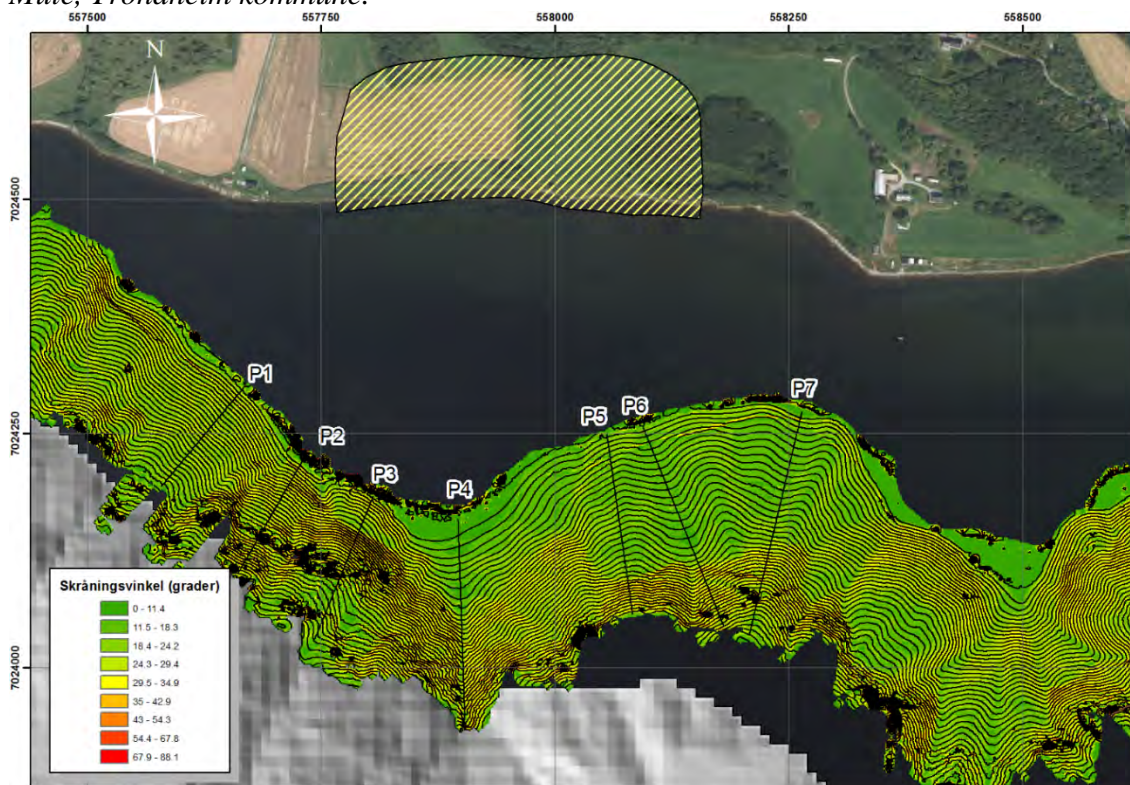 Mule, Trondheim kommune.
557500 557750 558000 558250 558500
N
7024500
P1
P2
P3
P4
P5
P6
P7
7024250
7024000
Skråningsvinkel (grader)
0 - 11.4
11.5 - 18.3
18.4 - 24.2
24.3 - 29.4
29.5 - 34.9
35 - 42.9
43 - 54.3
54.4 - 67.8
67.9 - 88.1